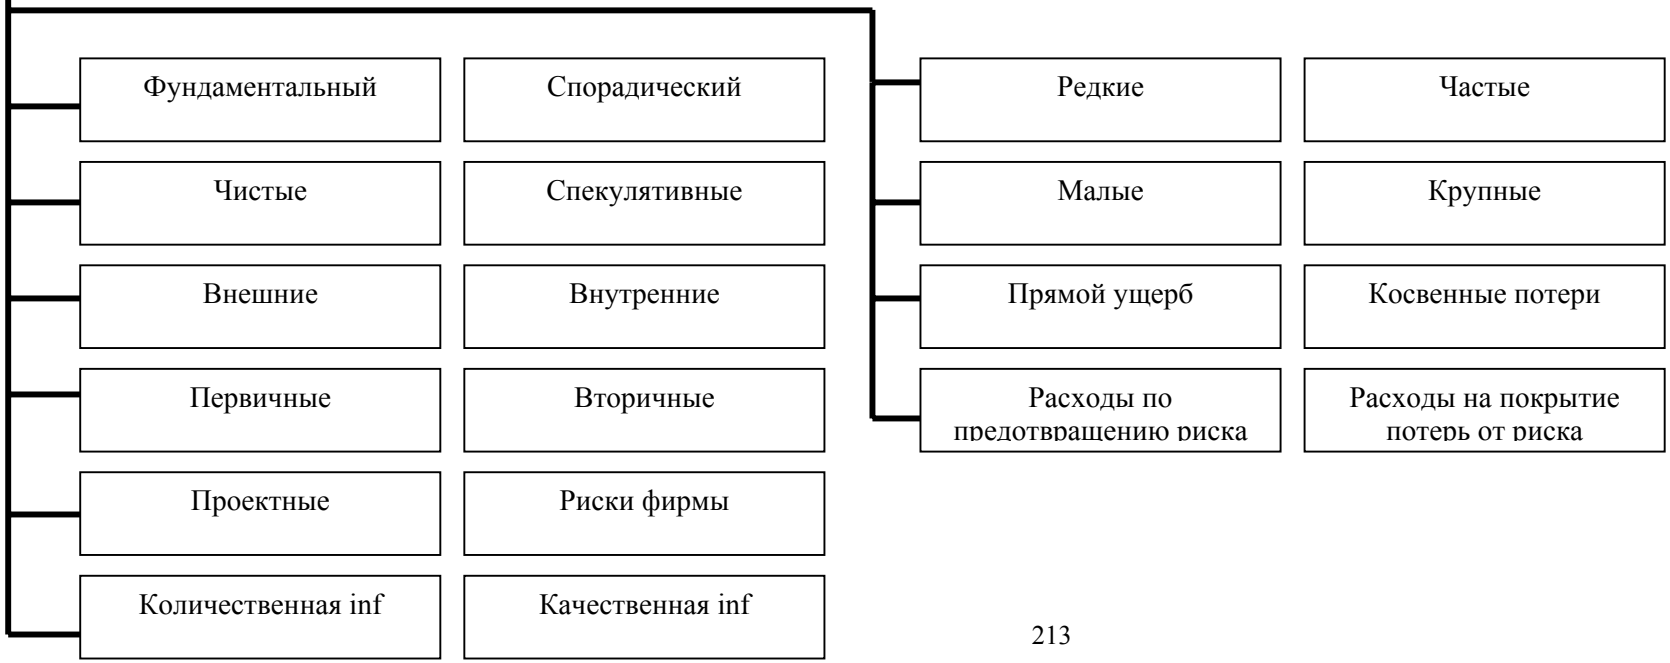 Фундаментальный
Спорадический
Редкие
Частые
Чистые
Спекулятивные
Малые
Крупные
Внешние
Внутренние
Прямой ущерб
Косвенные потери
Первичные
Вторичные
Расходы по
предотвращению риска
Расходы на покрытие
потерь от риска
Проектные
Риски фирмы
Количественная inf
Качественная inf
213